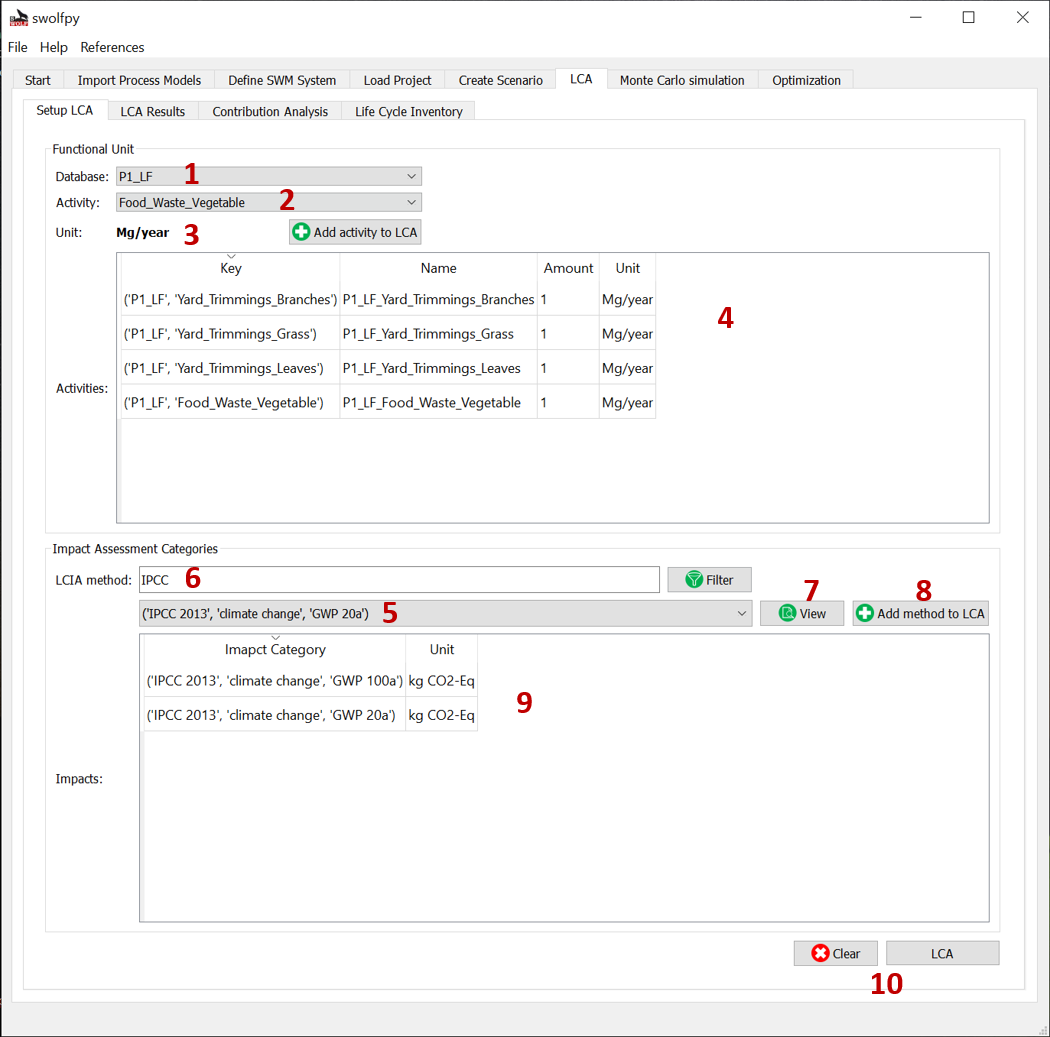 swolfpy
File Help References
Start Import Process Models Define SWM System Load Project Create Scenario LCA Monte Carlo simulation Optimization
Setup LCA LCA Results Contribution Analysis Life Cycle Inventory
Functional Unit
Database: P1_LF 1
Activity: Food_Waste_Vegetable 2
Unit: Mg/year 3 Add activity to LCA
Key Name Amount Unit
('P1_LF', 'Yard_Trimmings_Branches') P1_LF_Yard_Trimmings_Branches 1 Mg/year
4
('P1_LF', 'Yard_Trimmings_Grass') P1_LF_Yard_Trimmings_Grass 1 Mg/year
('P1_LF', 'Yard_Trimmings_Leaves') P1_LF_Yard_Trimmings_Leaves 1 Mg/year
Activities:
('P1_LF', 'Food_Waste_Vegetable') P1_LF_Food_Waste_Vegetable 1 Mg/year
Impact Assessment Categories
LCIA method: IPCC 6 Filter
7 8
('IPCC 2013', 'climate change', 'GWP 20a') 5 View Add method to LCA
Imapct Category Unit
('IPCC 2013', 'climate change', 'GWP 100a') kg CO2-Eq
9
('IPCC 2013', 'climate change', 'GWP 20a') kg CO2-Eq
Impacts:
Clear LCA
10